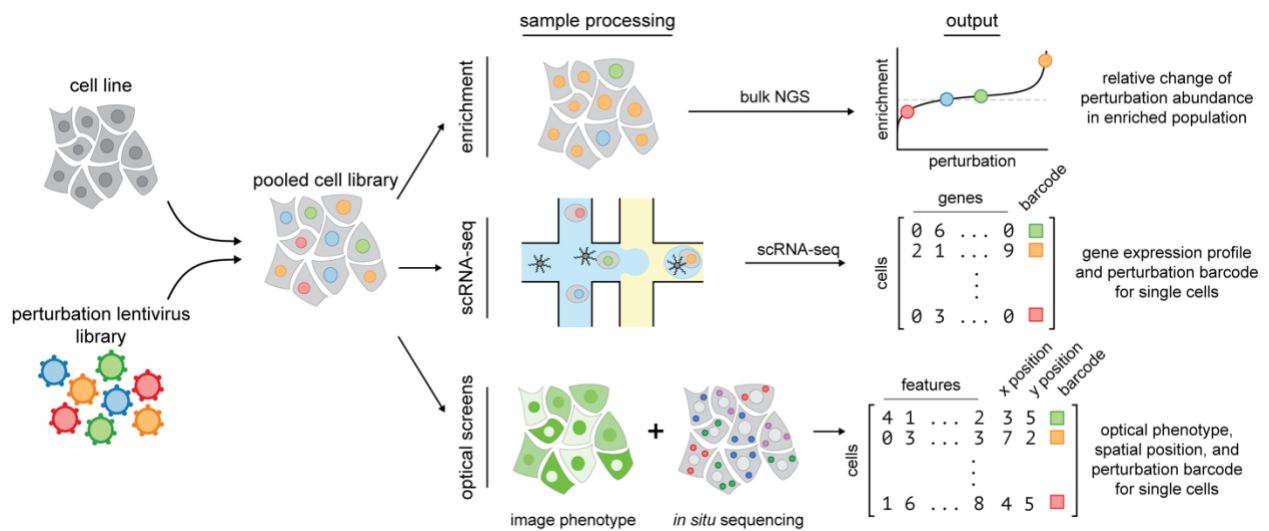 sample processing
output
cell line
pooled cell library
perturbation lentivirus
library
enrichment
bulk NGS
enrichment
perturbation
relative change of
perturbation abundance
in enriched population
scRNA-seq
scRNA-seq
genes
barcode
cells
0 6 ... 0
2 1 ... 9
0 3 ... 0
gene expression profile
and perturbation barcode
for single cells
optical screens
image phenotype
+
in situ sequencing
features
x position
y position
barcode
cells
4 1 ... 2 3 5
0 3 ... 3 7 2
1 6 ... 8 4 5
optical phenotype,
spatial position, and
perturbation barcode
for single cells